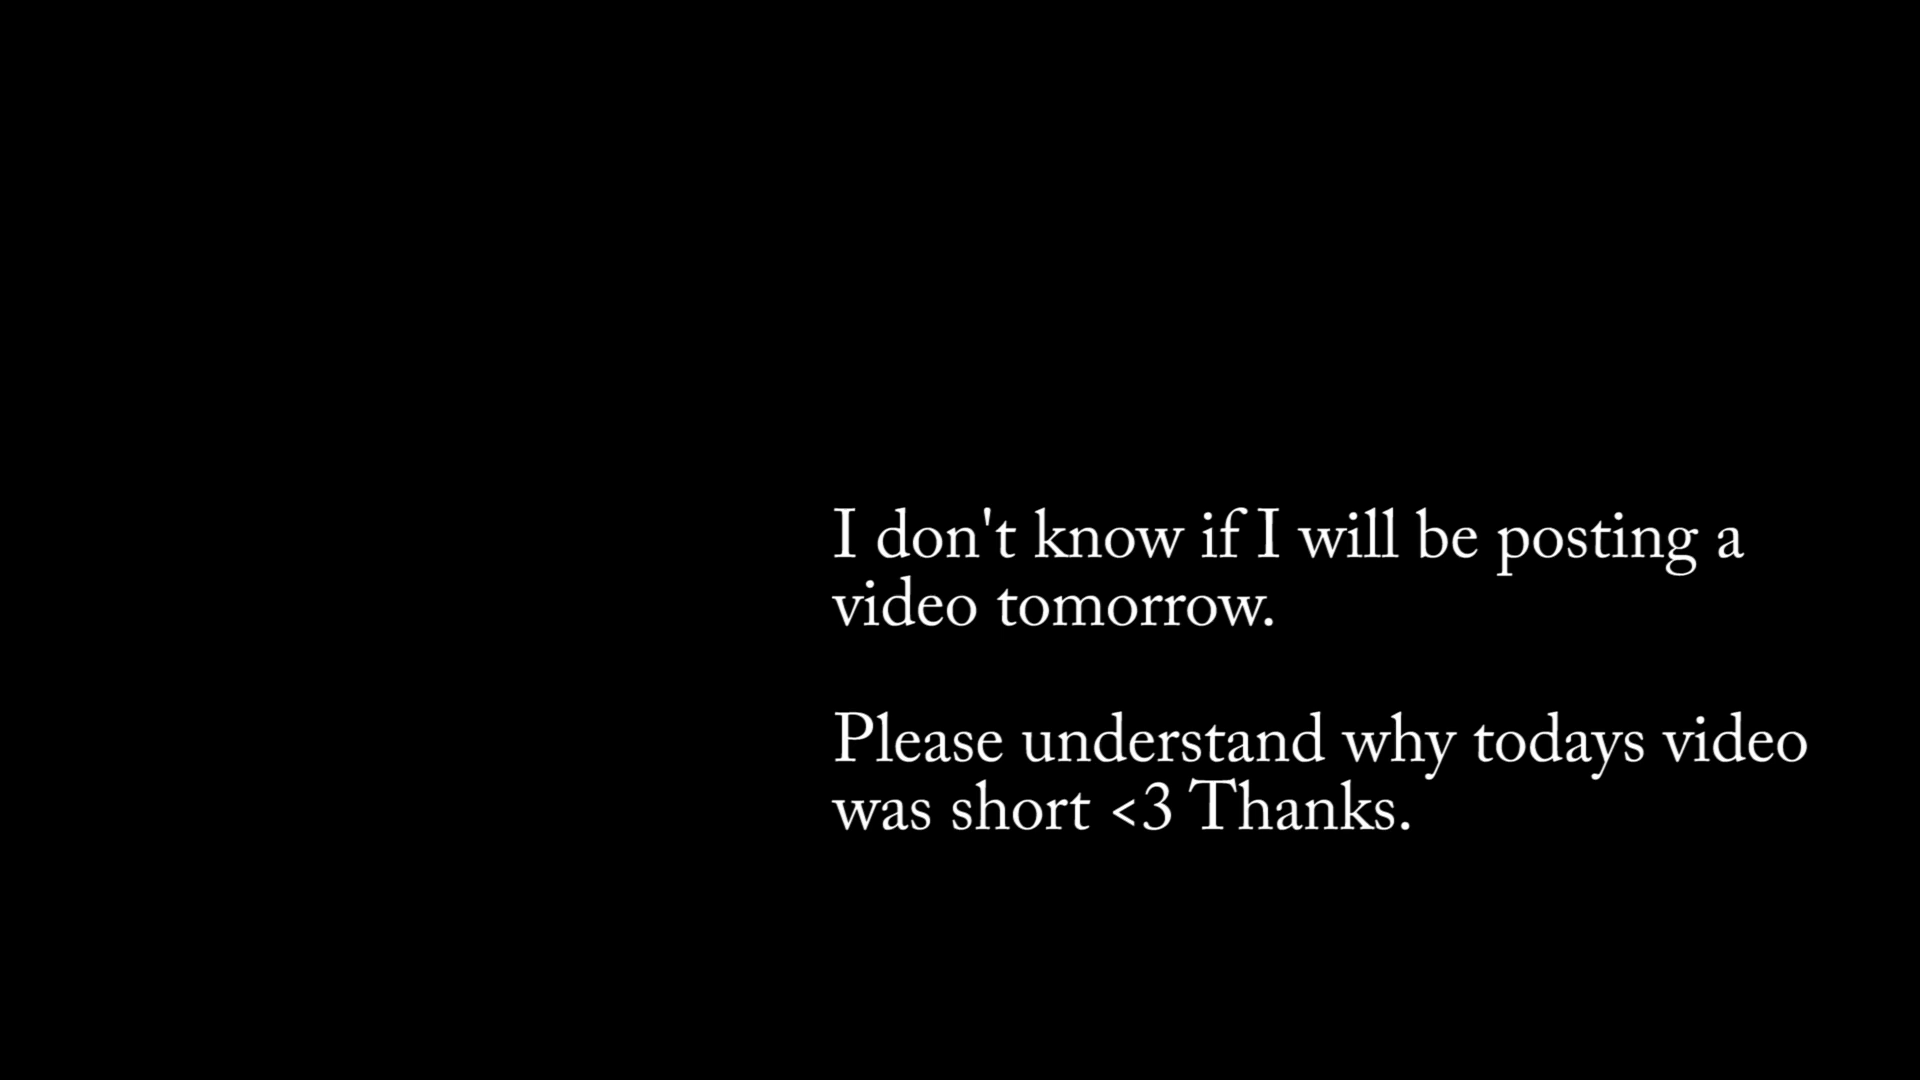 I don't know if I will be posting a
video tomorrow.
Please understand why todays video
was short <3 Thanks.